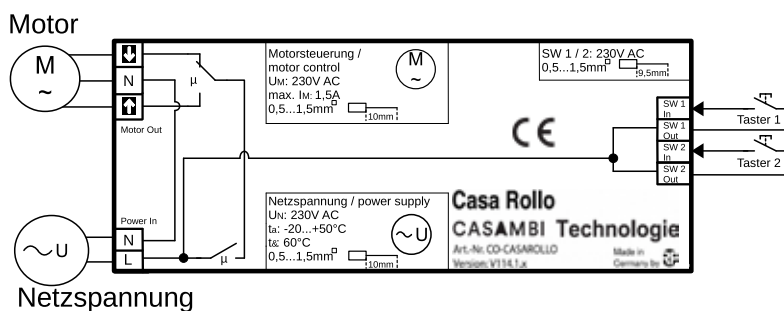 Motor
M
~
N
Motor Out
µ
Motorsteuerung /
motor control
UM: 230V AC
max. IM: 1,5A
0,5...1,5mm
10mm
M
~
SW 1 / 2: 230V AC
0,5...1,5mm
9,5mm
SW 1
In
SW 1
Out
SW 2
In
SW 2
Out
Taster 1
Taster 2
CE
Power In
N
L
µ
U
Netzspannung
Netzspannung / power supply
UN: 230V AC
ta: -20...+50°C
t&: 60°C
0,5...1,5mm
10mm
U
Casa Rollo
CASAMBI Technologie
Art.-Nr. CO-CASAROLLO
Version: V114.1.x
Made in
Germany by